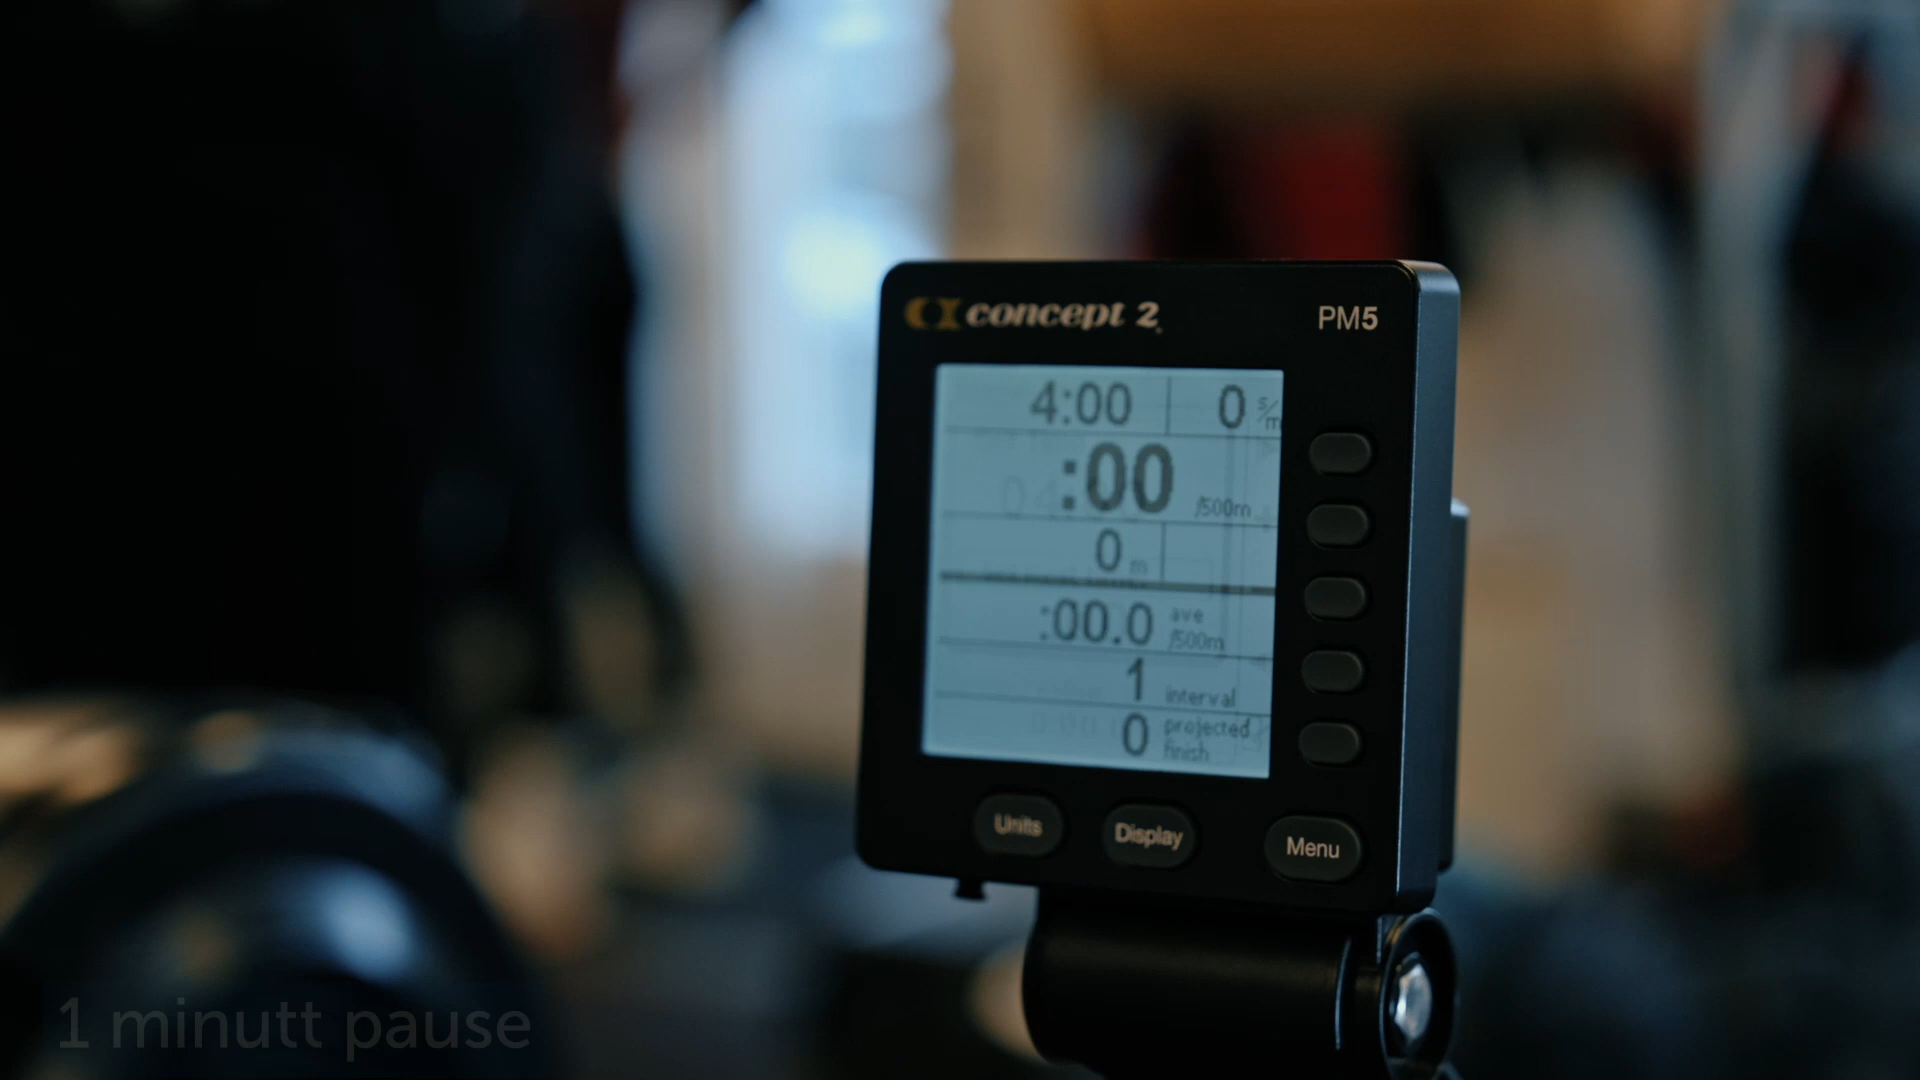 concept 2
PM5
4:00 0 s/m
:00 /500m
0 m
:00.0 ave /500m
1 interval
0 projected finish
Units Display Menu
1 minutt pause